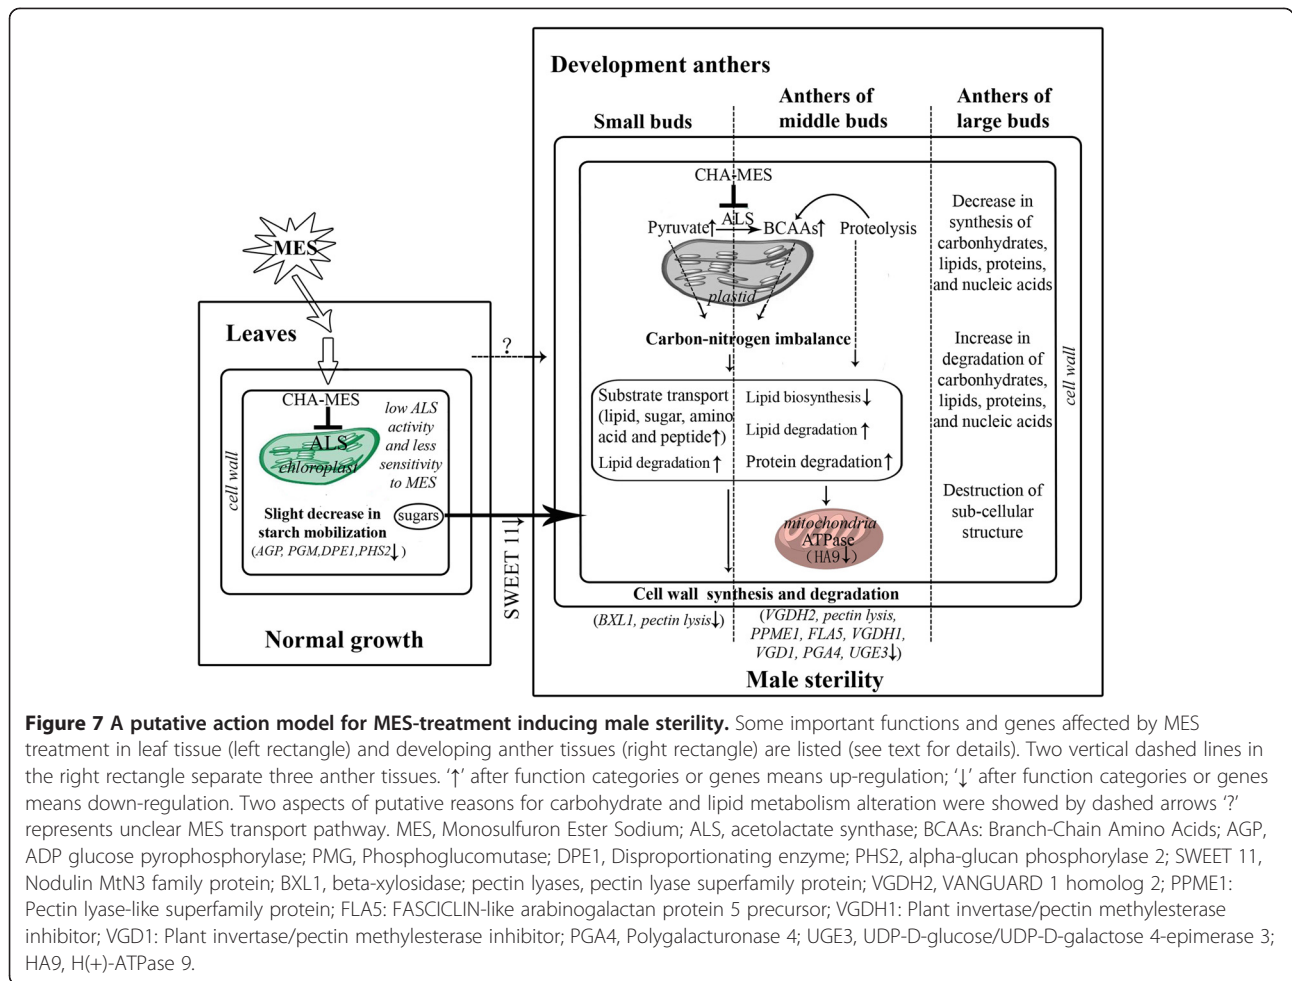 Development anthers
Small buds
Anthers of
middle buds
Anthers of
large buds
CHA-MES
ALS
Pyruvate↑
BCAAs↑
Proteolysis
plastid
Carbon-nitrogen imbalance
Substrate transport
(lipid, sugar, amino
acid and peptide↑)
Lipid degradation↑
Lipid biosynthesis↓
Lipid degradation↑
Protein degradation↑
mitochondria
ATPase
(HA9↓)
Decrease in
synthesis of
carbonhydrates,
lipids, proteins,
and nucleic acids
Increase in
degradation of
carbonhydrates,
lipids, proteins,
and nucleic acids
Destruction of
sub-cellular
structure
cell wall
Cell wall synthesis and degradation
(BXL1, pectin lysis↓)
(VGDH2, pectin lysis,
PPME1, FLA5, VGDH1,
VGD1, PGA4, UGE3↓)
Male sterility
MES
Leaves
?
CHA-MES
ALS
chloroplast
low ALS
activity
and less
sensitivity
to MES
cell wall
Slight decrease in
starch mobilization
(AGP, PGM,DPE1,PHS2↓)
sugars
SWEET 11↓
Normal growth
Figure 7 A putative action model for MES-treatment inducing male sterility. Some important functions and genes affected by MES
treatment in leaf tissue (left rectangle) and developing anther tissues (right rectangle) are listed (see text for details). Two vertical dashed lines in
the right rectangle separate three anther tissues. '↑' after function categories or genes means up-regulation; '↓' after function categories or genes
means down-regulation. Two aspects of putative reasons for carbohydrate and lipid metabolism alteration were showed by dashed arrows '?'
represents unclear MES transport pathway. MES, Monosulfuron Ester Sodium; ALS, acetolactate synthase; BCAAs: Branch-Chain Amino Acids; AGP,
ADP glucose pyrophosphorylase; PMG, Phosphoglucomutase; DPE1, Disproportionating enzyme; PHS2, alpha-glucan phosphorylase 2; SWEET 11,
Nodulin MtN3 family protein; BXL1, beta-xylosidase; pectin lyases, pectin lyase superfamily protein; VGDH2, VANGUARD 1 homolog 2; PPME1:
Pectin lyase-like superfamily protein; FLA5: FASCICLIN-like arabinogalactan protein 5 precursor; VGDH1: Plant invertase/pectin methylesterase
inhibitor; VGD1: Plant invertase/pectin methylesterase inhibitor; PGA4, Polygalacturonase 4; UGE3, UDP-D-glucose/UDP-D-galactose 4-epimerase 3;
HA9, H(+)-ATPase 9.